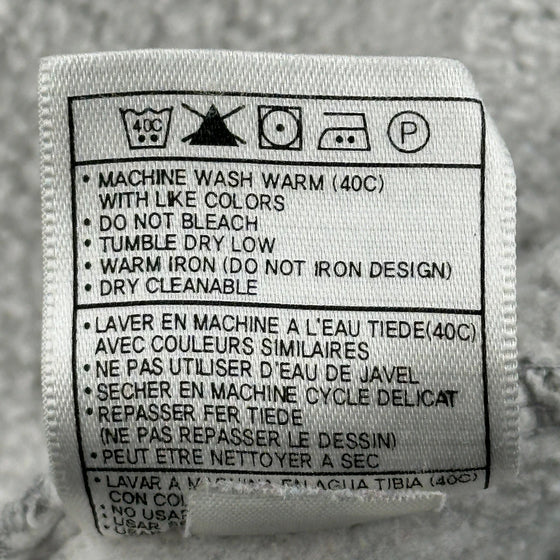 40C P
• MACHINE WASH WARM (40C)
WITH LIKE COLORS
• DO NOT BLEACH
• TUMBLE DRY LOW
• WARM IRON (DO NOT IRON DESIGN)
• DRY CLEANABLE
• LAVER EN MACHINE A L'EAU TIEDE(40C)
AVEC COULEURS SIMILAIRES
• NE PAS UTILISER D'EAU DE JAVEL
• SECHER EN MACHINE CYCLE DELICAT
• REPASSER FER TIEDE
(NE PAS REPASSER LE DESSIN)
• PEUT ETRE NETTOYER A SEC
• LAVAR A MAQUINA EN AGUA TIBIA (40C)
CON
• NO
• USAR